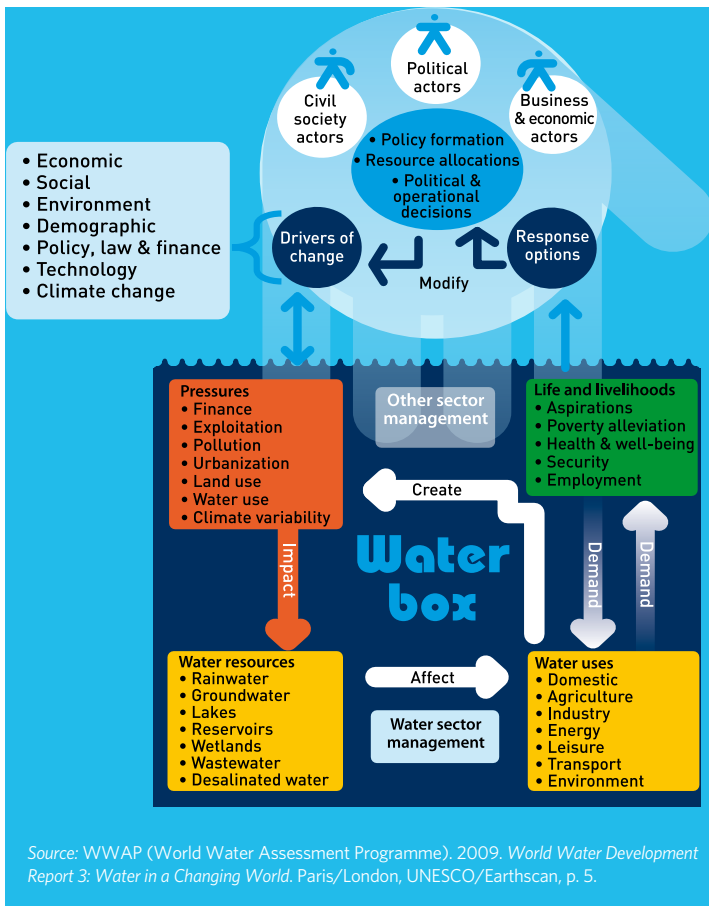 Political
actors
Civil
society
actors
Business
& economic
actors
• Policy formation
• Resource allocations
• Political &
operational
decisions
• Economic
• Social
• Environment
• Demographic
• Policy, law & finance
• Technology
• Climate change
Drivers of
change
Response
options
Modify
Pressures
• Finance
• Exploitation
• Pollution
• Urbanization
• Land use
• Water use
• Climate variability
Other sector
management
Life and livelihoods
• Aspirations
• Poverty alleviation
• Health & well-being
• Security
• Employment
Create
Impact
Water
box
Demand
Demand
Water resources
• Rainwater
• Groundwater
• Lakes
• Reservoirs
• Wetlands
• Wastewater
• Desalinated water
Affect
Water sector
management
Water uses
• Domestic
• Agriculture
• Industry
• Energy
• Leisure
• Transport
• Environment
Source: WWAP (World Water Assessment Programme). 2009. World Water Development
Report 3: Water in a Changing World. Paris/London, UNESCO/Earthscan, p. 5.